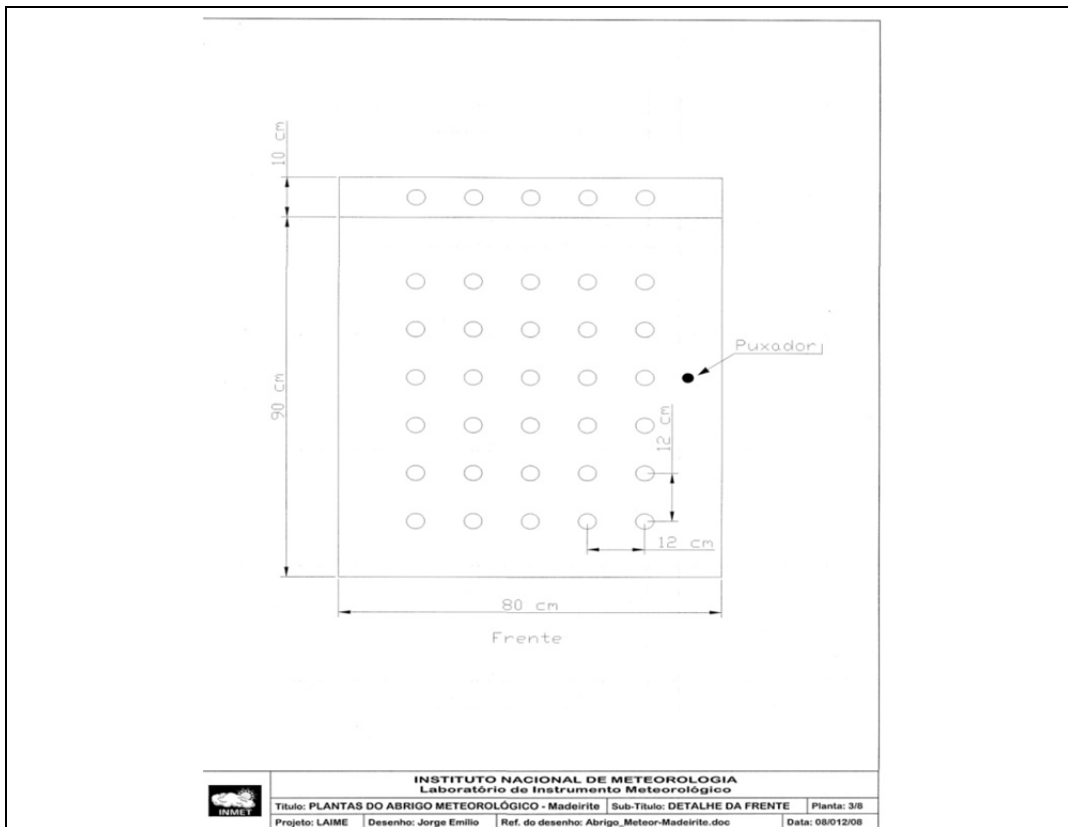 10 cm
Puxador
90 cm
12 cm
12 cm
80 cm
Frente
INMET
INSTITUTO NACIONAL DE METEOROLOGIA
Laboratório de Instrumento Meteorológico
Título: PLANTAS DO ABRIGO METEOROLÓGICO - Madeirite Sub-Título: DETALHE DA FRENTE Planta: 3/8
Projeto: LAIME Desenho: Jorge Emilio Ref. do desenho: Abrigo_Meteor-Madeirite.doc Data: 08/012/08